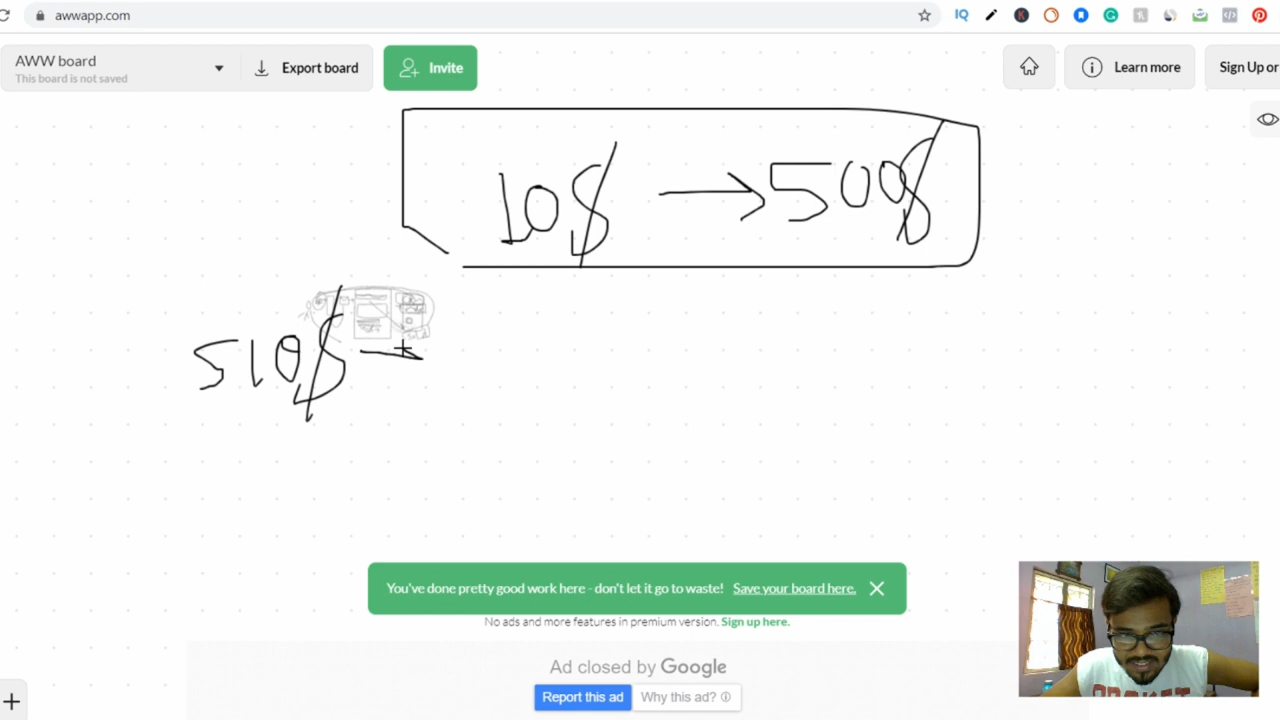 awwapp.com
IQ
AWW board
This board is not saved
Export board
Invite
Learn more
Sign Up or
10$ → 500$
510$ →
You've done pretty good work here - don't let it go to waste! Save your board here.
No ads and more features in premium version. Sign up here.
Ad closed by Google
Report this ad
Why this ad?